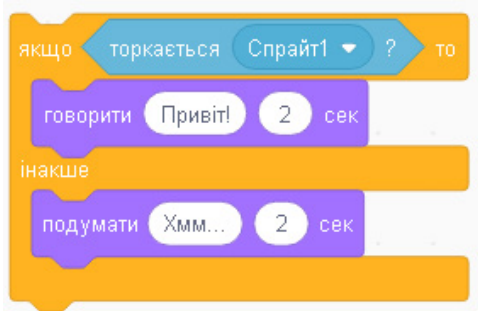 якщо торкається Спрайт1 ? то
говорити Привіт! 2 сек
інакше
подумати Хмм... 2 сек